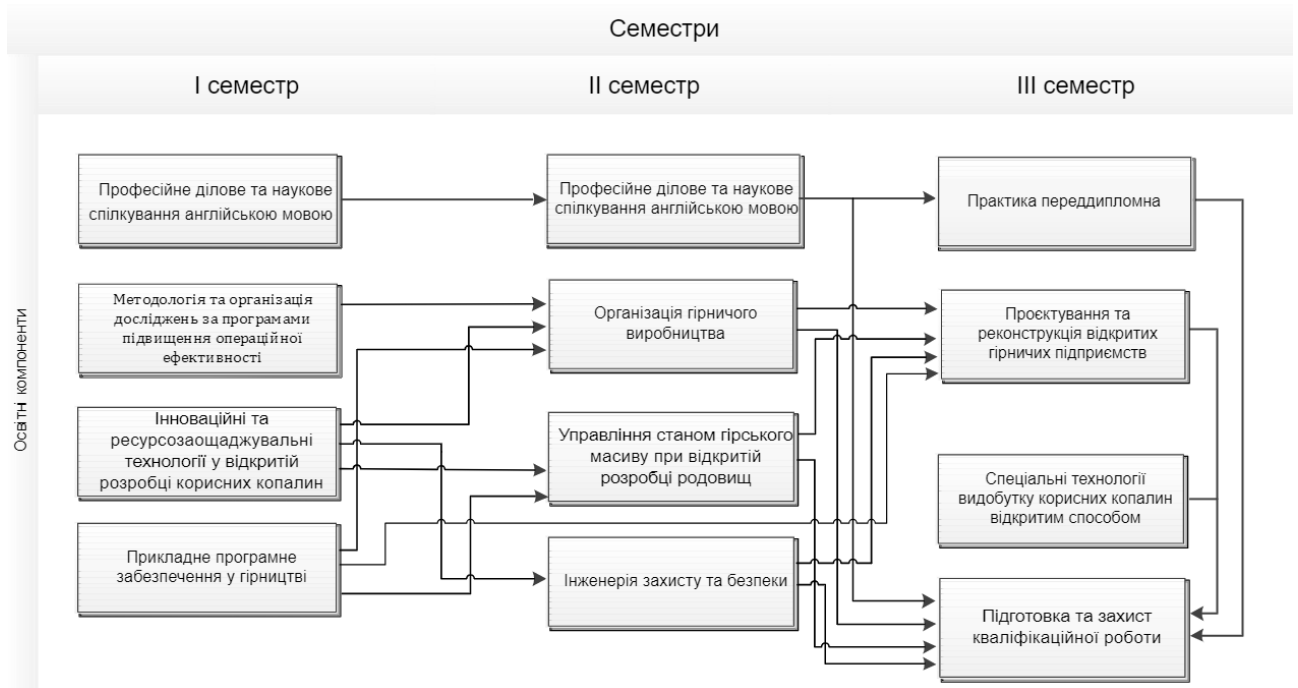 Семестри
І семестр
ІІ семестр
ІІІ семестр
Освітні компоненти
Професійне ділове та наукове
спілкування англійською мовою
Професійне ділове та наукове
спілкування англійською мовою
Практика переддипломна
Методологія та організація
досліджень за програмами
підвищення операційної
ефективності
Організація гірничого
виробництва
Проєктування та
реконструкція відкритих
гірничих підприємств
Інноваційні та
ресурсозаощаджувальні
технології у відкритій
розробці корисних копалин
Управління станом гірського
масиву при відкритій
розробці родовищ
Спеціальні технології
видобутку корисних копалин
відкритим способом
Прикладне програмне
забезпечення у гірництві
Інженерія захисту та безпеки
Підготовка та захист
кваліфікаційної роботи